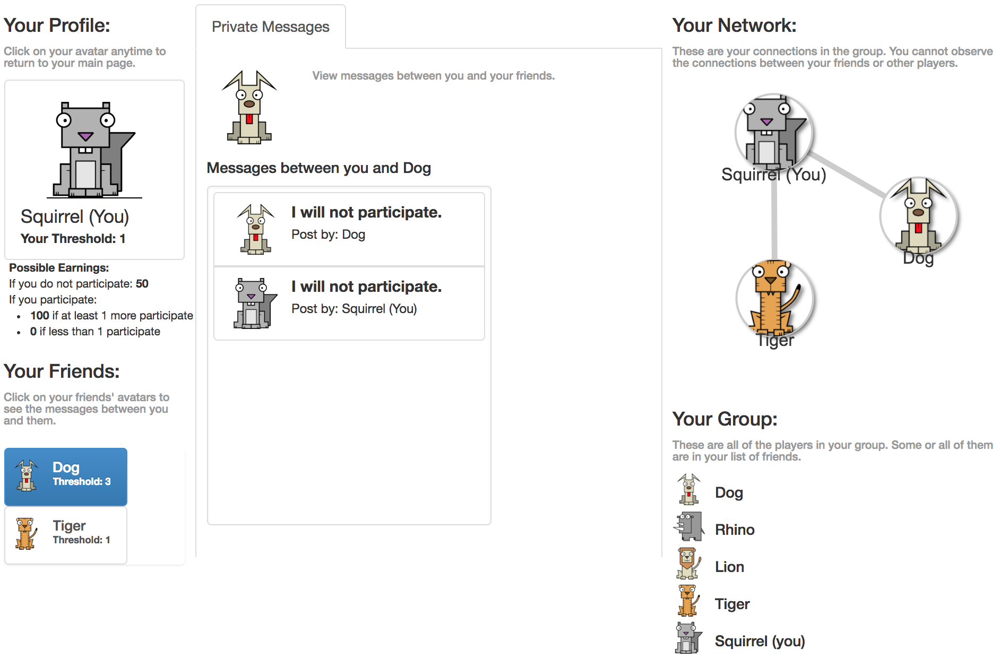 Your Profile:
Click on your avatar anytime to
return to your main page.
Squirrel (You)
Your Threshold: 1
Possible Earnings:
If you do not participate: 50
If you participate:
• 100 if at least 1 more participate
• 0 if less than 1 participate
Your Friends:
Click on your friends' avatars to
see the messages between you
and them.
Dog
Threshold: 3
Tiger
Threshold: 1
Private Messages
View messages between you and your friends.
Messages between you and Dog
I will not participate.
Post by: Dog
I will not participate.
Post by: Squirrel (You)
Your Network:
These are your connections in the group. You cannot observe
the connections between your friends or other players.
Squirrel (You)
Dog
Tiger
Your Group:
These are all of the players in your group. Some or all of them
are in your list of friends.
Dog
Rhino
Lion
Tiger
Squirrel (you)